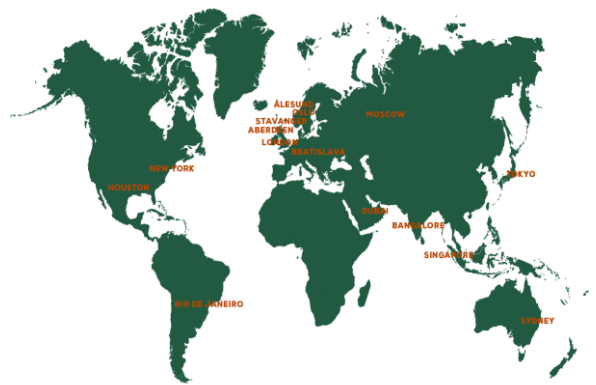 ÅLESUND
OSLO
MOSCOW
STAVANGER
ABERDEEN
LONDON
BRATISLAVA
NEW YORK
TOKYO
HOUSTON
DUBAI
BANGALORE
SINGAPORE
RIO DE JANEIRO
SYDNEY